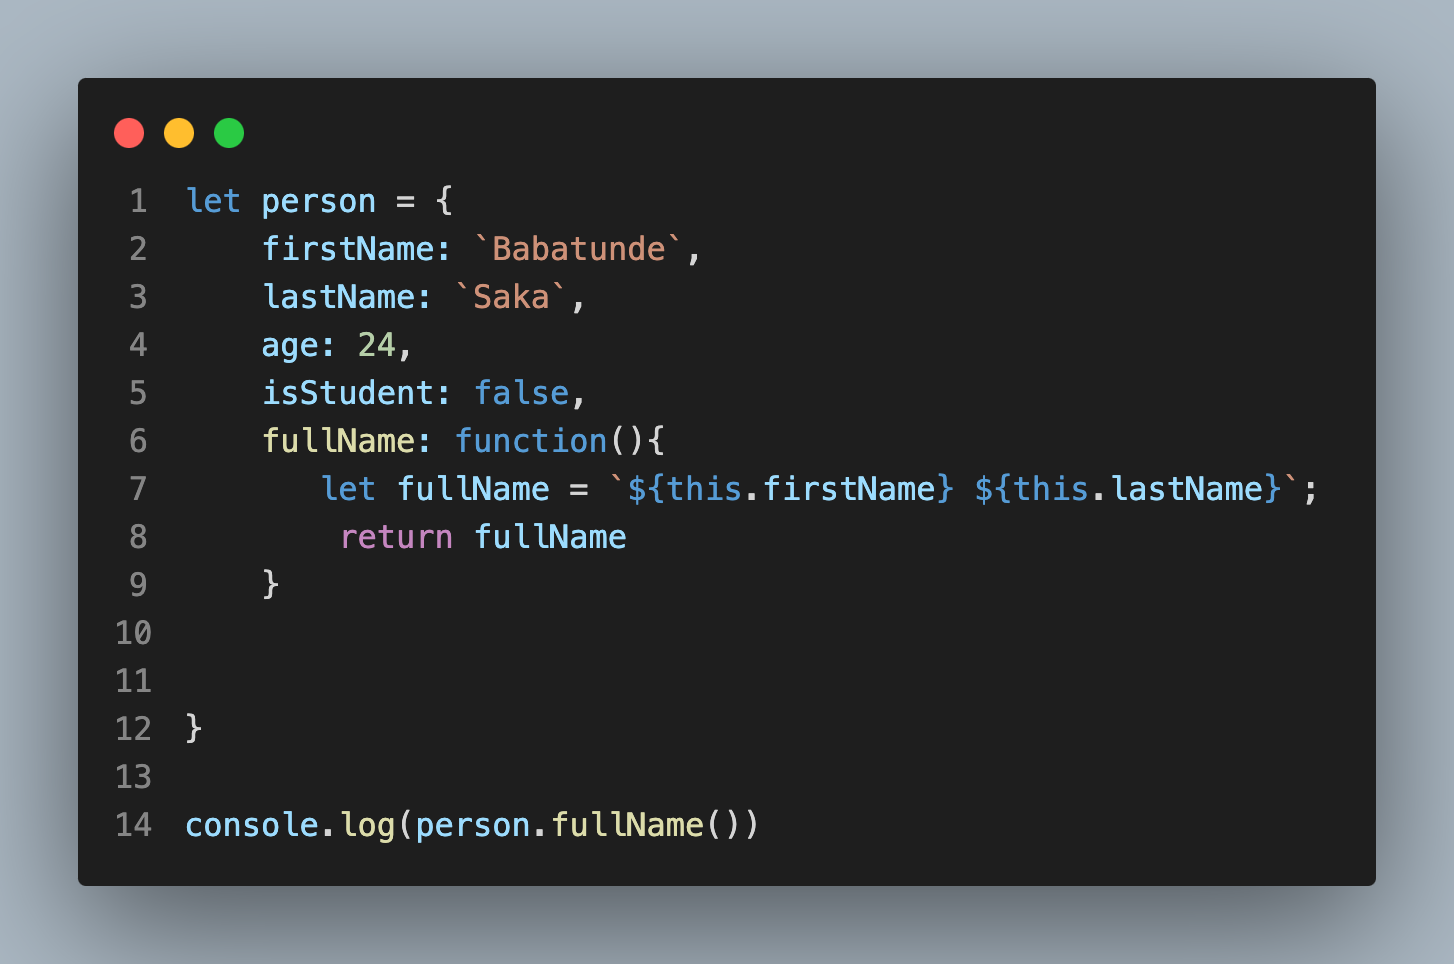 1 let person = {
2     firstName: `Babatunde`,
3     lastName: `Saka`,
4     age: 24,
5     isStudent: false,
6     fullName: function(){
7        let fullName = `${this.firstName} ${this.lastName}`;
8         return fullName
9     }
10
11
12 }
13
14 console.log(person.fullName())